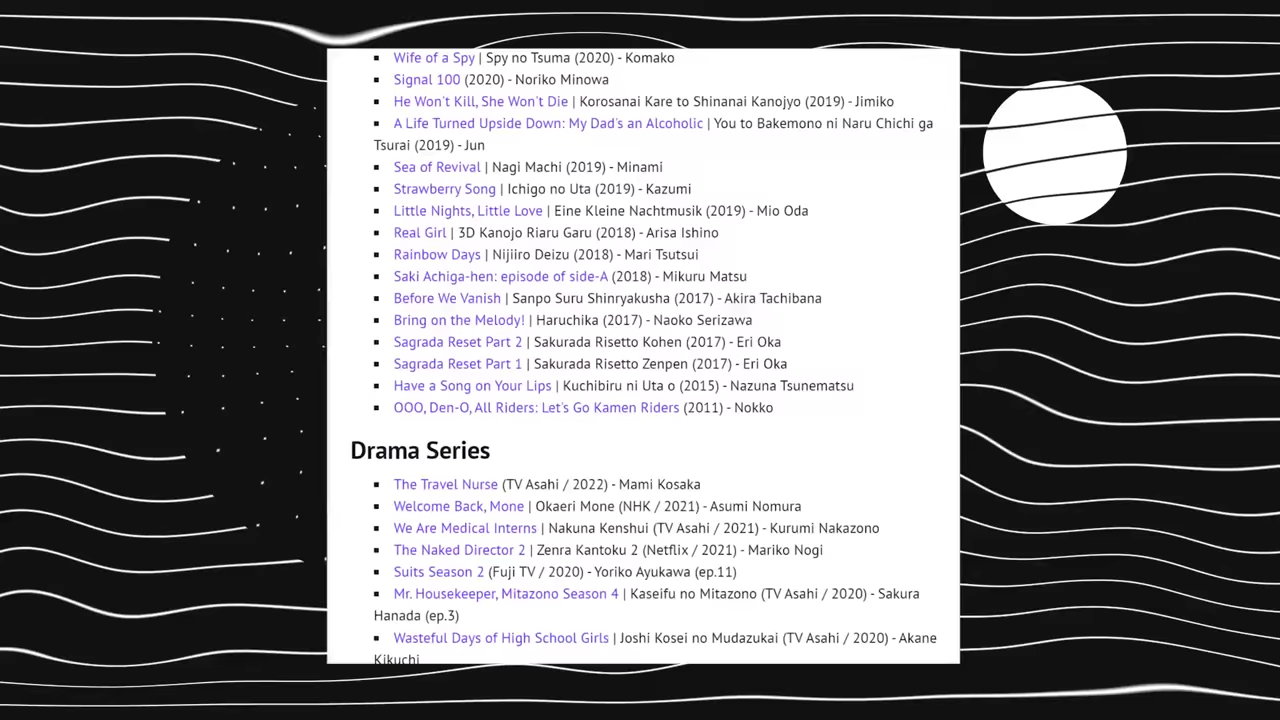 Wife of a Spy | Spy no Tsuma (2020) - Komako
Signal 100 (2020) - Noriko Minowa
He Won't Kill, She Won't Die | Korosanai Kare to Shinanai Kanojyo (2019) - Jimiko
A Life Turned Upside Down: My Dad's an Alcoholic | You to Bakemono ni Naru Chichi ga
Tsurai (2019) - Jun
Sea of Revival | Nagi Machi (2019) - Minami
Strawberry Song | Ichigo no Uta (2019) - Kazumi
Little Nights, Little Love | Eine Kleine Nachtmusik (2019) - Mio Oda
Real Girl | 3D Kanojo Riaru Garu (2018) - Arisa Ishino
Rainbow Days | Nijiiro Deizu (2018) - Mari Tsutsui
Saki Achiga-hen: episode of side-A (2018) - Mikuru Matsu
Before We Vanish | Sanpo Suru Shinryakusha (2017) - Akira Tachibana
Bring on the Melody! | Haruchika (2017) - Naoko Serizawa
Sagrada Reset Part 2 | Sakurada Risetto Kohen (2017) - Eri Oka
Sagrada Reset Part 1 | Sakurada Risetto Zenpen (2017) - Eri Oka
Have a Song on Your Lips | Kuchibiru ni Uta o (2015) - Nazuna Tsunematsu
OOO, Den-O, All Riders: Let's Go Kamen Riders (2011) - Nokko
Drama Series
The Travel Nurse (TV Asahi / 2022) - Mami Kosaka
Welcome Back, Mone | Okaeri Mone (NHK / 2021) - Asumi Nomura
We Are Medical Interns | Nakuna Kenshui (TV Asahi / 2021) - Kurumi Nakazono
The Naked Director 2 | Zenra Kantoku 2 (Netflix / 2021) - Mariko Nogi
Suits Season 2 (Fuji TV / 2020) - Yoriko Ayukawa (ep.11)
Mr. Housekeeper, Mitazono Season 4 | Kaseifu no Mitazono (TV Asahi / 2020) - Sakura
Hanada (ep.3)
Wasteful Days of High School Girls | Joshi Kosei no Mudazukai (TV Asahi / 2020) - Akane
Kikuchi